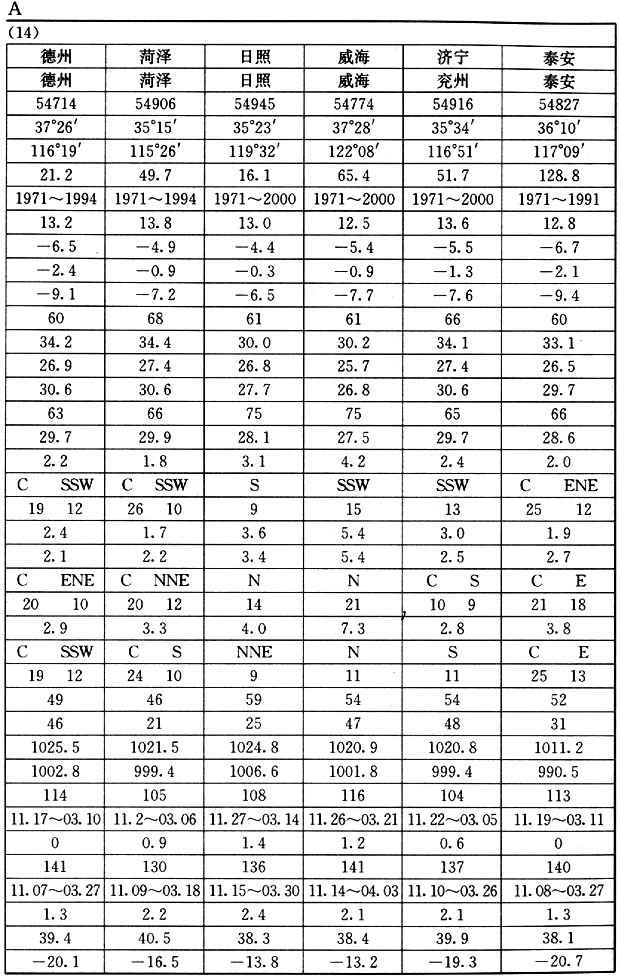 A
(14)
德州 菏泽 日照 威海 济宁 泰安
德州 菏泽 日照 威海 兖州 泰安
54714 54906 54945 54774 54916 54827
37°26′ 35°15′ 35°23′ 37°28′ 35°34′ 36°10′
116°19′ 115°26′ 119°32′ 122°08′ 116°51′ 117°09′
21.2 49.7 16.1 65.4 51.7 128.8
1971～1994 1971～1994 1971～2000 1971～2000 1971～2000 1971～1991
13.2 13.8 13.0 12.5 13.6 12.8
－6.5 －4.9 －4.4 －5.4 －5.5 －6.7
－2.4 －0.9 －0.3 －0.9 －1.3 －2.1
－9.1 －7.2 －6.5 －7.7 －7.6 －9.4
60 68 61 61 66 60
34.2 34.4 30.0 30.2 34.1 33.1
26.9 27.4 26.8 25.7 27.4 26.5
30.6 30.6 27.7 26.8 30.6 29.7
63 66 75 75 65 66
29.7 29.9 28.1 27.5 29.7 28.6
2.2 1.8 3.1 4.2 2.4 2.0
C SSW C SSW S SSW SSW C ENE
19 12 26 10 9 15 13 25 12
2.4 1.7 3.6 5.4 3.0 1.9
2.1 2.2 3.4 5.4 2.5 2.7
C ENE C NNE N N C S C E
20 10 20 12 14 21 10 9 21 18
2.9 3.3 4.0 7.3 2.8 3.8
C SSW C S NNE N S C E
19 12 24 10 9 11 11 25 13
49 46 59 54 54 52
46 21 25 47 48 31
1025.5 1021.5 1024.8 1020.9 1020.8 1011.2
1002.8 999.4 1006.6 1001.8 999.4 990.5
114 105 108 116 104 113
11.17～03.10 11.2～03.06 11.27～03.14 11.26～03.21 11.22～03.05 11.19～03.11
0 0.9 1.4 1.2 0.6 0
141 130 136 141 137 140
11.07～03.27 11.09～03.18 11.15～03.30 11.14～04.03 11.10～03.26 11.08～03.27
1.3 2.2 2.4 2.1 2.1 1.3
39.4 40.5 38.3 38.4 39.9 38.1
－20.1 －16.5 －13.8 －13.2 －19.3 －20.7